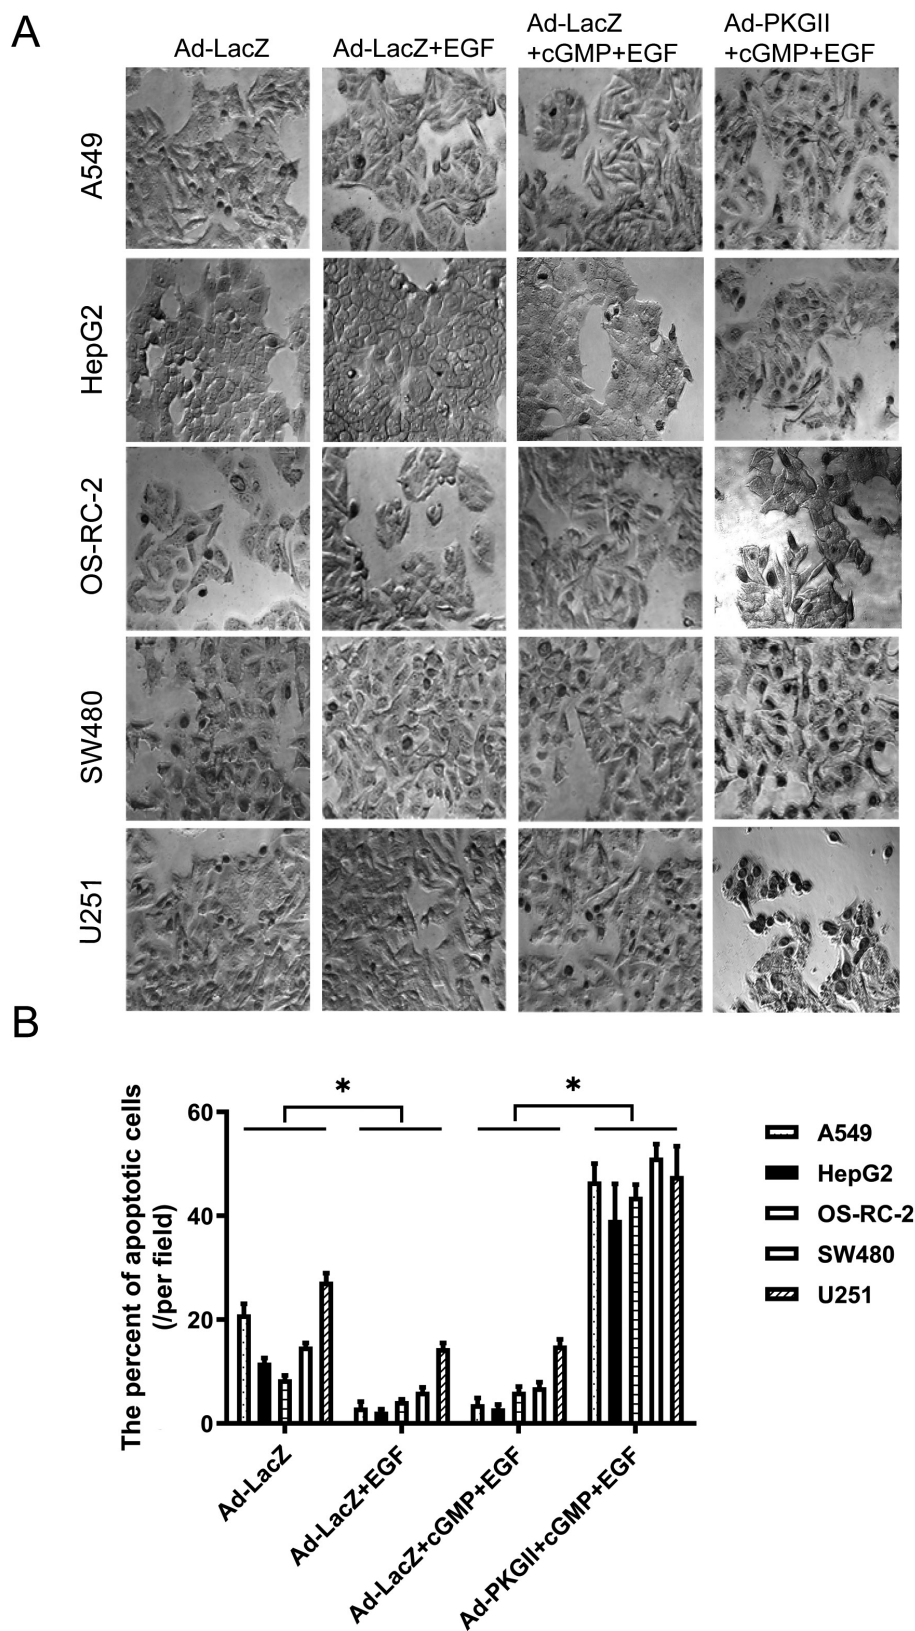 A
Ad-LacZ
Ad-LacZ+EGF
Ad-LacZ
+cGMP+EGF
Ad-PKGII
+cGMP+EGF
A549
HepG2
OS-RC-2
SW480
U251
B
The percent of apoptotic cells
(/per field)
60
40
20
0
*
*
Ad-LacZ
Ad-LacZ+EGF
Ad-LacZ+cGMP+EGF
Ad-PKGII+cGMP+EGF
A549
HepG2
OS-RC-2
SW480
U251